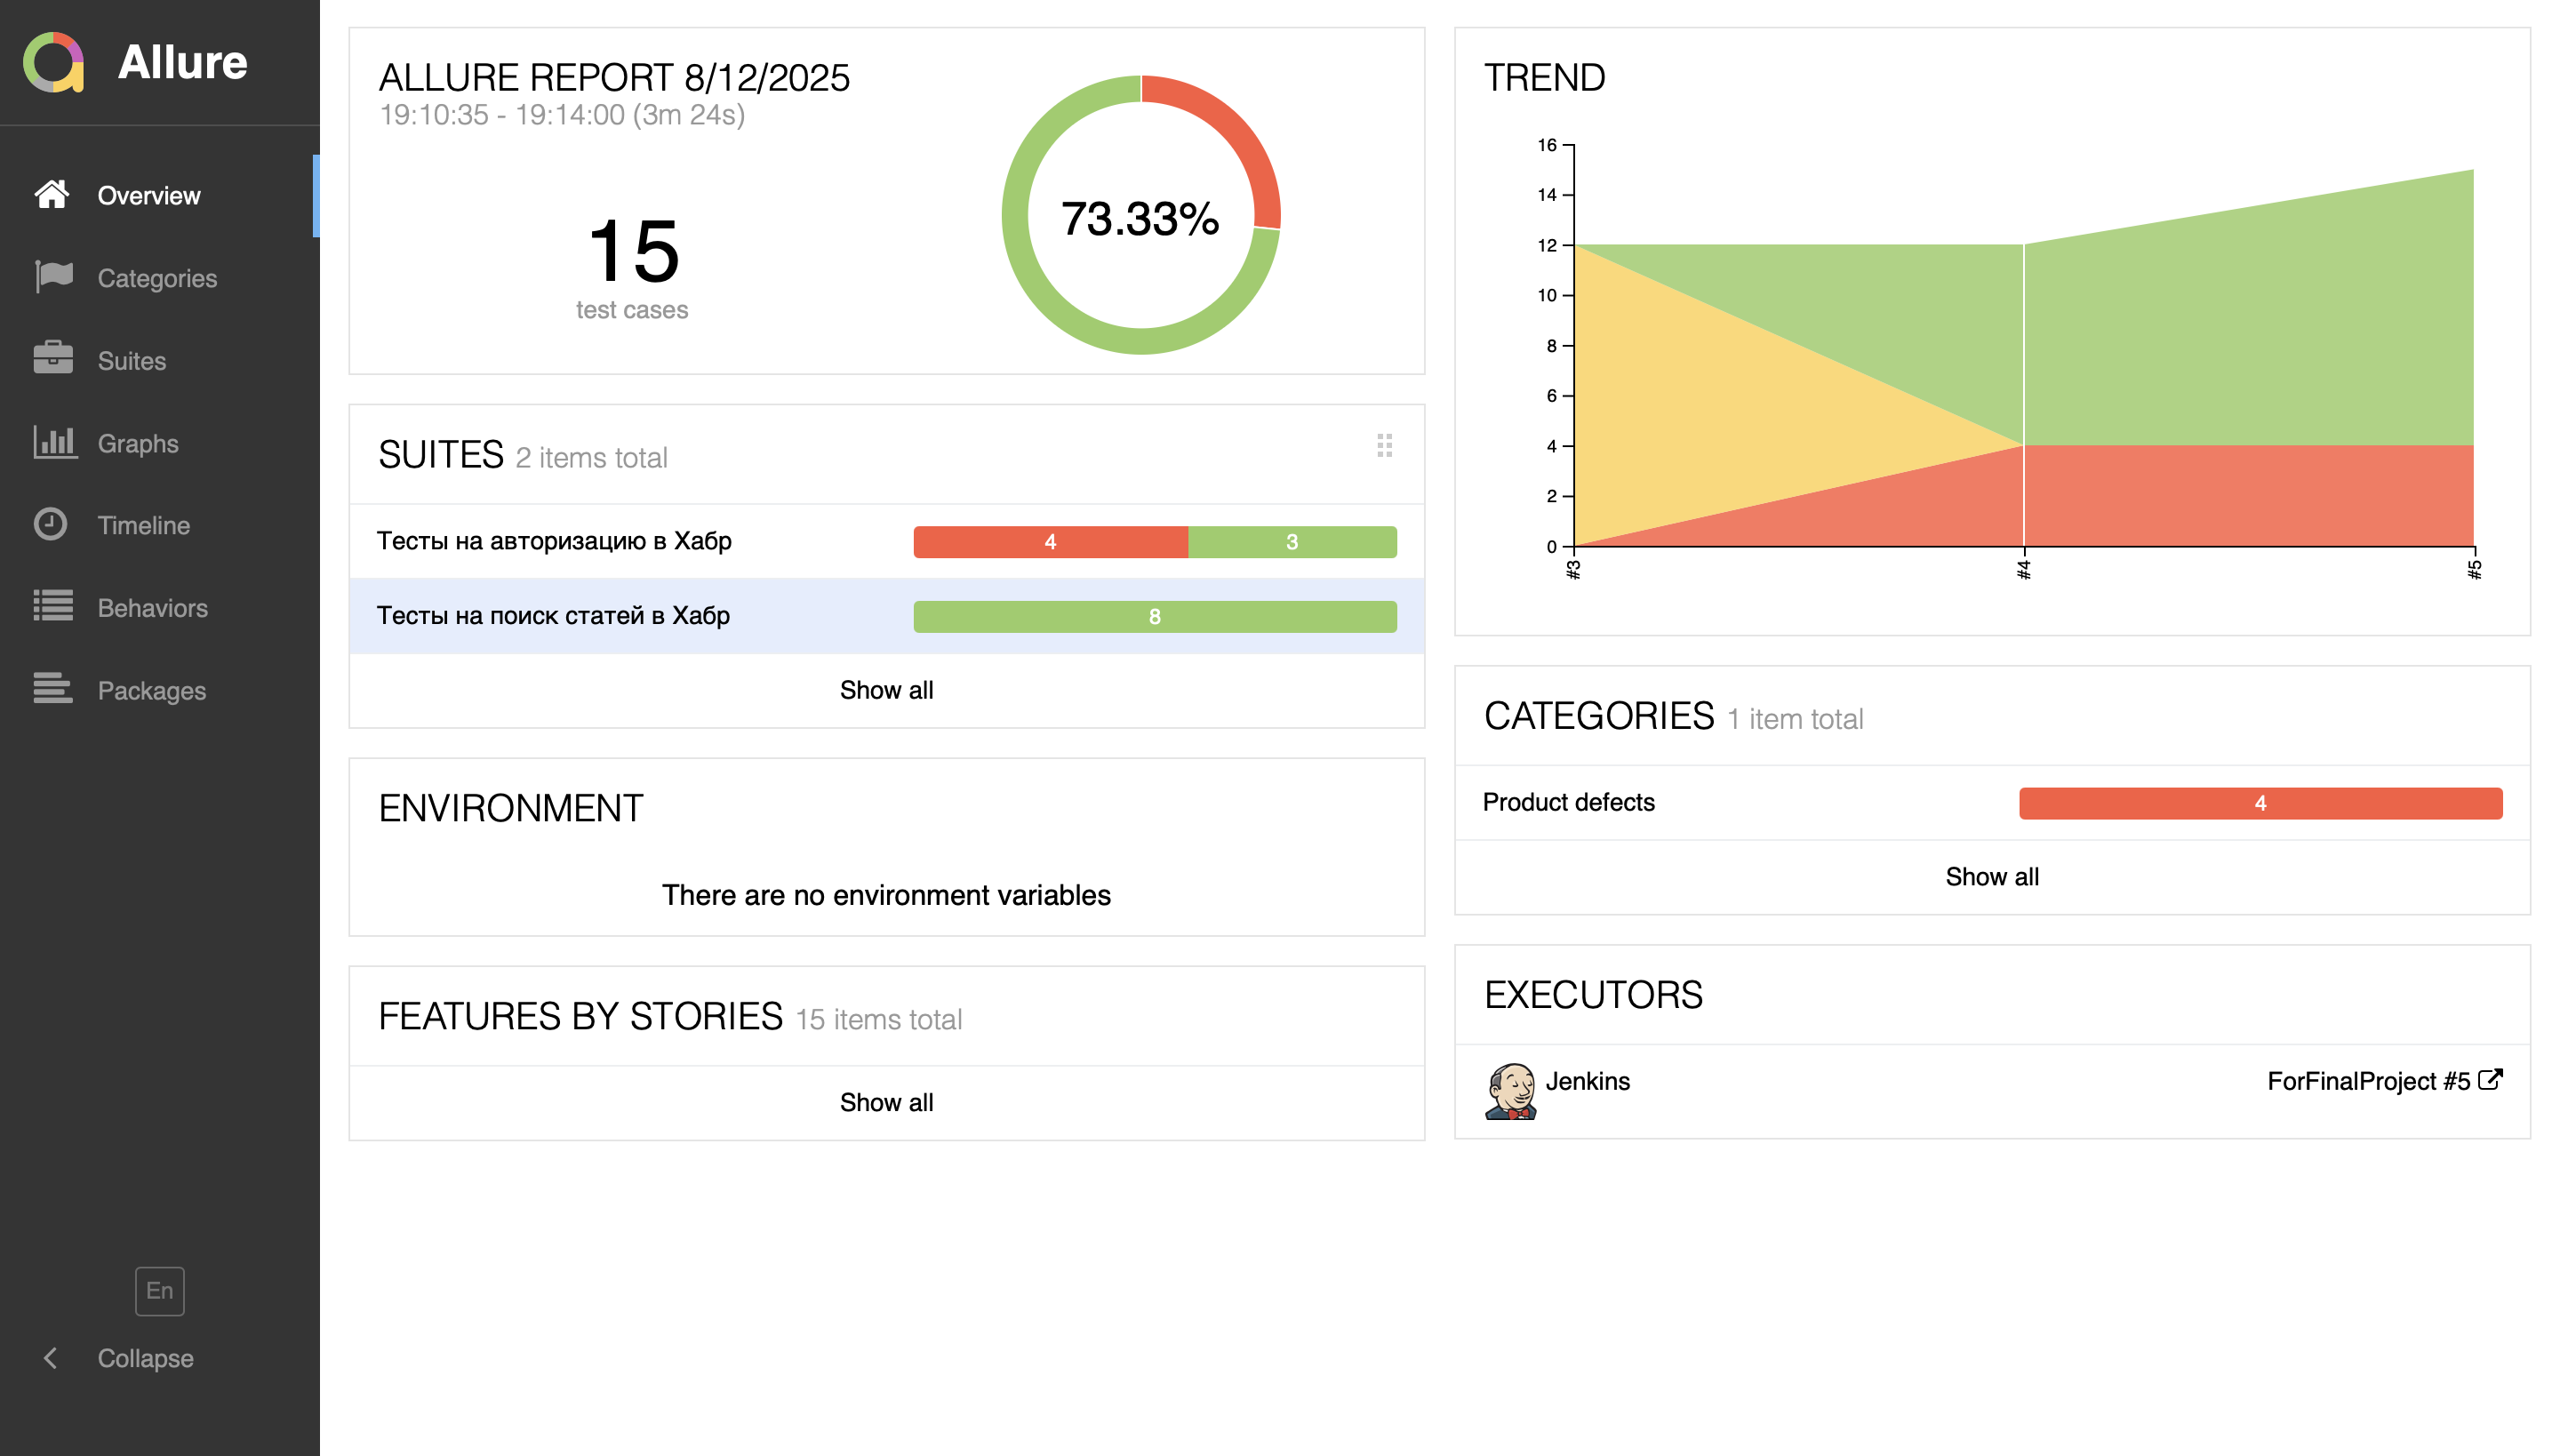 Allure
Overview
Categories
Suites
Graphs
Timeline
Behaviors
Packages
En
Collapse
ALLURE REPORT 8/12/2025
19:10:35 - 19:14:00 (3m 24s)
15
test cases
73.33%
SUITES 2 items total
Тесты на авторизацию в Хабр 4 3
Тесты на поиск статей в Хабр 8
Show all
ENVIRONMENT
There are no environment variables
FEATURES BY STORIES 15 items total
Show all
TREND
16
14
12
10
8
6
4
2
0
#3 #4 #5
CATEGORIES 1 item total
Product defects 4
Show all
EXECUTORS
Jenkins ForFinalProject #5